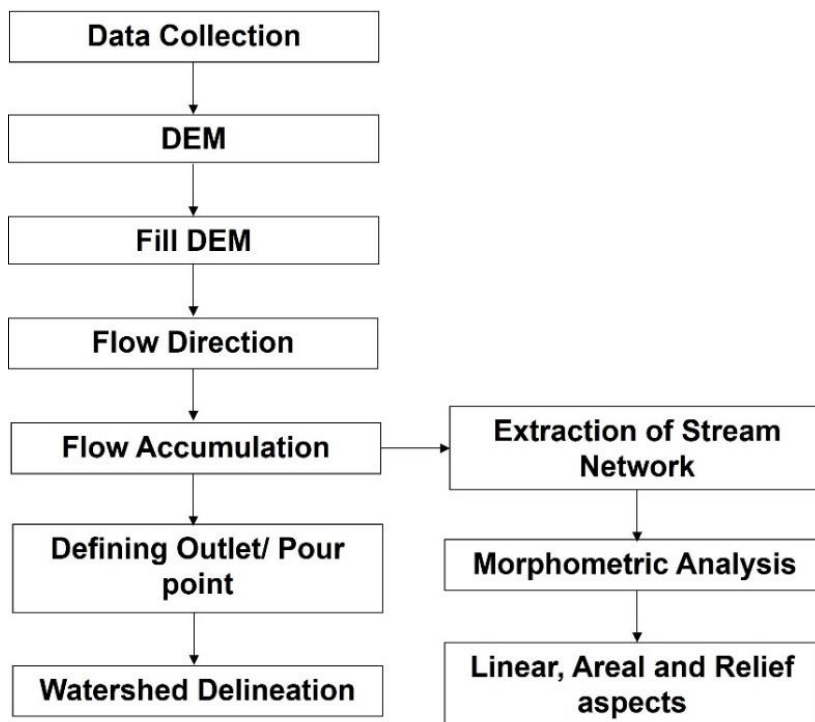 Data Collection
DEM
Fill DEM
Flow Direction
Flow Accumulation
Defining Outlet/ Pour
point
Watershed Delineation
Extraction of Stream
Network
Morphometric Analysis
Linear, Areal and Relief
aspects